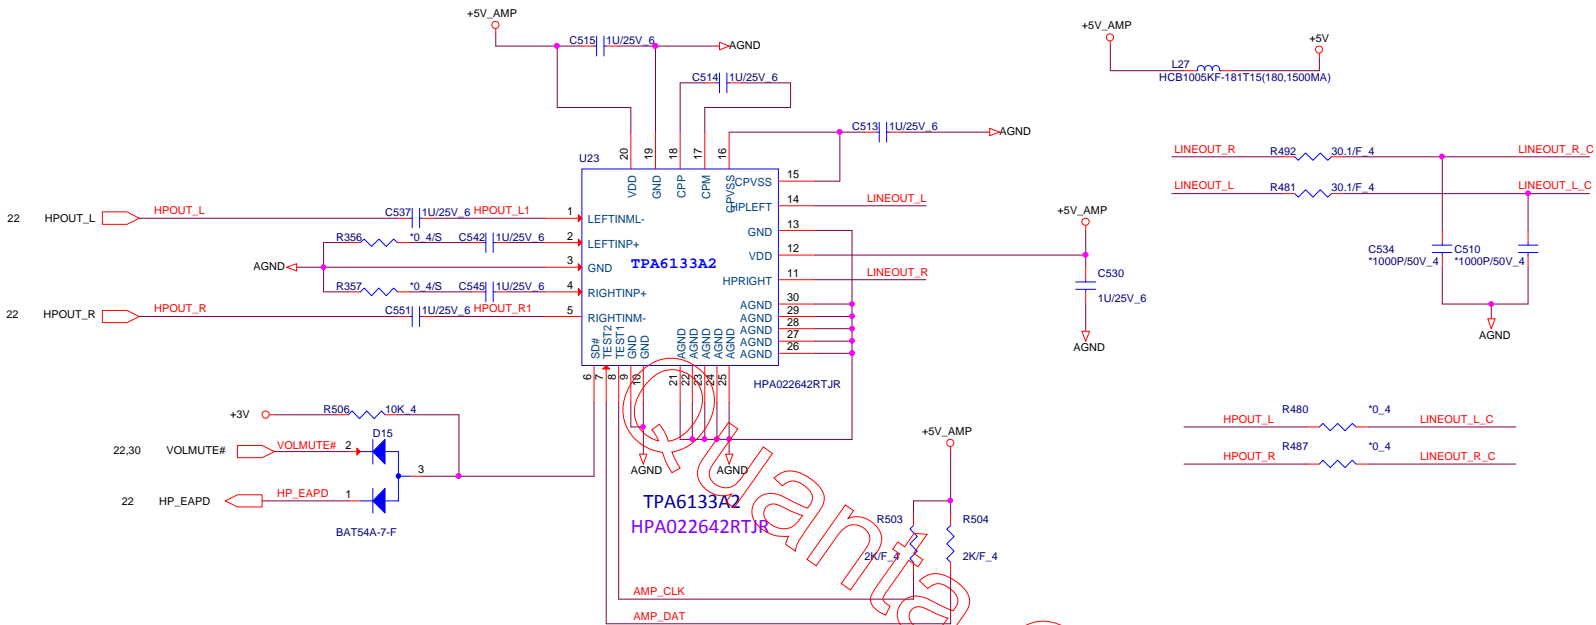 +5V_AMP
C515 1U/25V_6
AGND
C514 1U/25V_6
C513 1U/25V_6
AGND
+5V_AMP
+5V
L27
HCB1005KF-181T15(180,1500MA)
LINEOUT_R R492 30.1/F_4 LINEOUT_R_C
LINEOUT_L R481 30.1/F_4 LINEOUT_L_C
C534 C510
*1000P/50V_4 *1000P/50V_4
AGND
U23
20 19 18 17 16
VDD GND CPP CPM CPVSS
15 CPVSS
14 HPLEFT LINEOUT_L
13 GND
12 VDD
11 HPRIGHT LINEOUT_R
30 AGND
29 AGND
28 AGND
27 AGND
26 AGND
+5V_AMP
C530
1U/25V_6
AGND
22 HPOUT_L HPOUT_L C537 1U/25V_6 HPOUT_L1 1 LEFTINML-
R356 *0_4/S C542 1U/25V_6 2 LEFTINP+
AGND 3 GND
R357 *0_4/S C545 1U/25V_6 4 RIGHTINP+
22 HPOUT_R HPOUT_R C551 1U/25V_6 HPOUT_R1 5 RIGHTINM-
TPA6133A2
SD# TEST2 TEST1 GND GND AGND AGND AGND AGND AGND
6 7 8 9 10 21 22 23 24 25
HPA022642RTJR
AGND AGND
TPA6133A2
HPA022642RTJR
+3V R506 10K_4
22,30 VOLMUTE# VOLMUTE# 2 D15
3
22 HP_EAPD HP_EAPD 1
BAT54A-7-F
+5V_AMP
R503 R504
2K/F_4 2K/F_4
AMP_CLK
AMP_DAT
HPOUT_L R480 *0_4 LINEOUT_L_C
HPOUT_R R487 *0_4 LINEOUT_R_C
Quanta